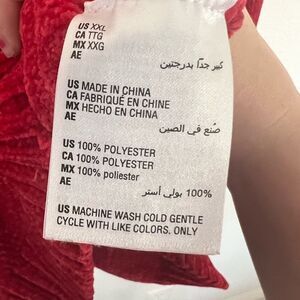 US XXL
CA TTG
MX XXG
AE
كبير جدًا بدرجتين
US MADE IN CHINA
CA FABRIQUÉ EN CHINE
MX HECHO EN CHINA
AE
صُنع في الصين
US 100% POLYESTER
CA 100% POLYESTER
MX 100% poliester
AE
100% بولي أستر
US MACHINE WASH COLD GENTLE
CYCLE WITH LIKE COLORS. ONLY